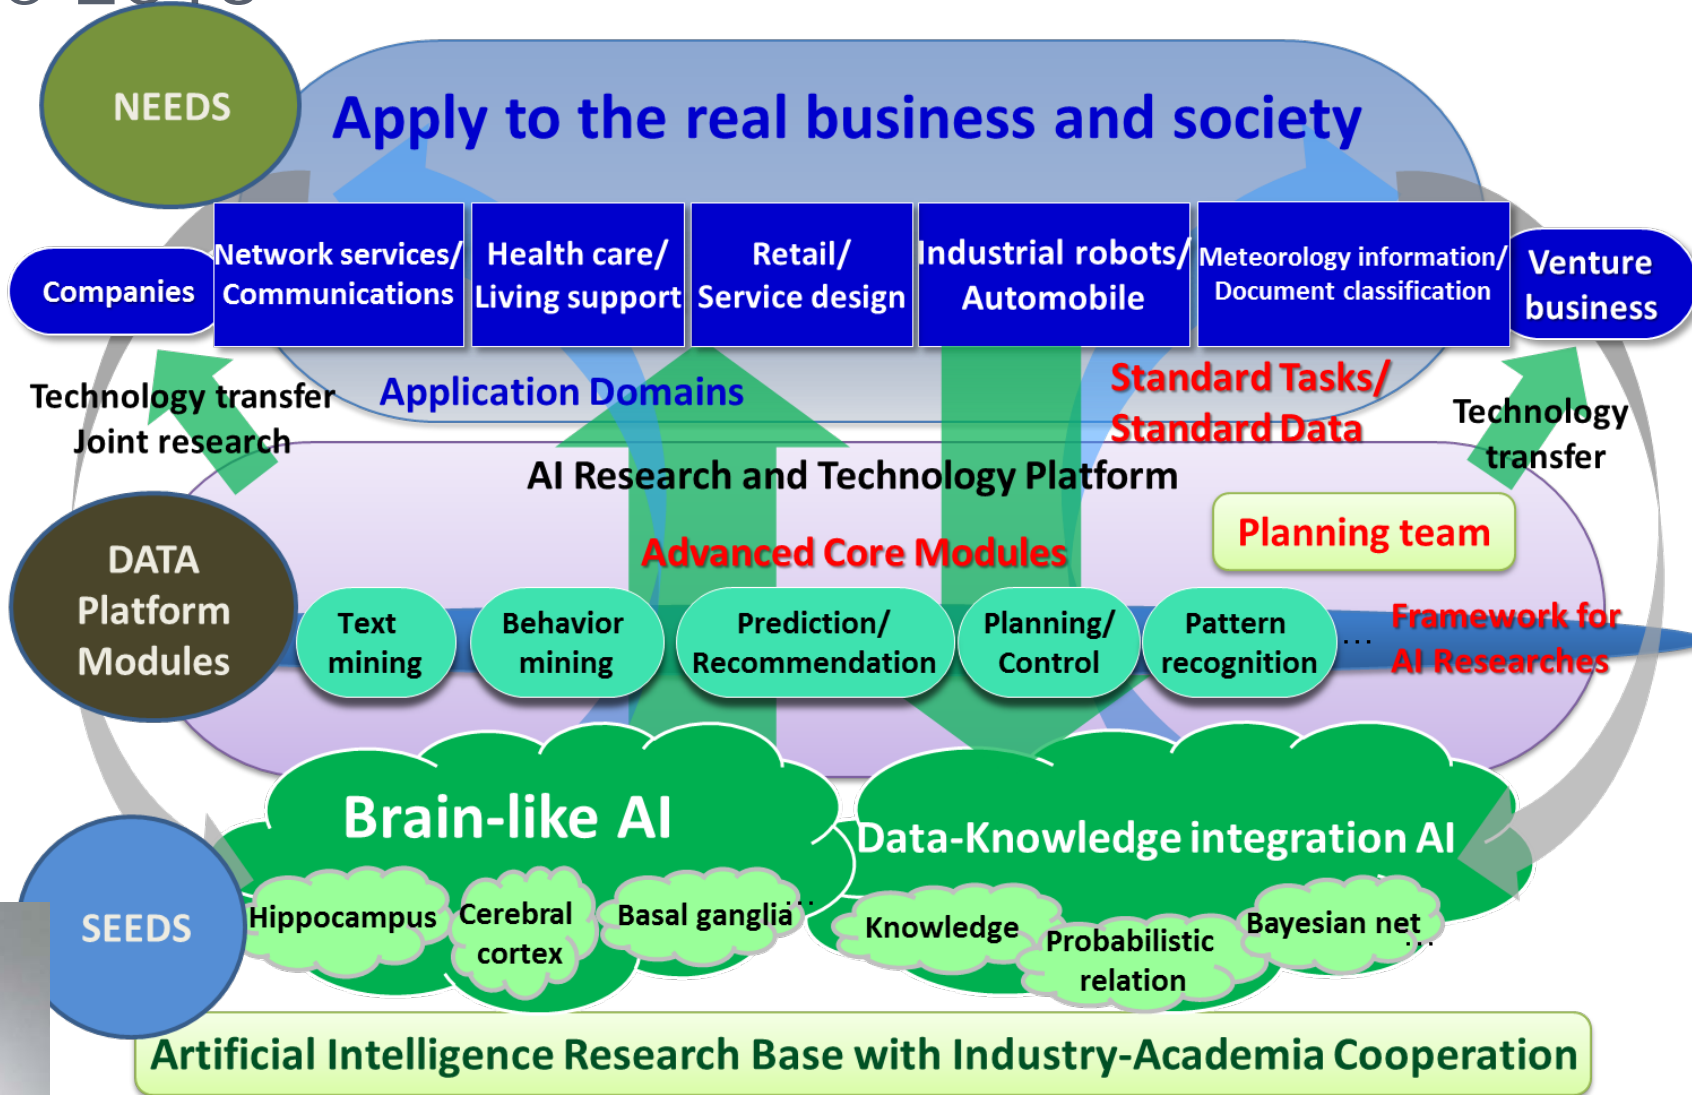 NEEDS
Apply to the real business and society
Companies
Network services/
Communications
Health care/
Living support
Retail/
Service design
Industrial robots/
Automobile
Meteorology information/
Document classification
Venture
business
Technology transfer
Joint research
Application Domains
Standard Tasks/
Standard Data
Technology
transfer
AI Research and Technology Platform
Planning team
Advanced Core Modules
DATA
Platform
Modules
Text
mining
Behavior
mining
Prediction/
Recommendation
Planning/
Control
Pattern
recognition
...
Framework for
AI Researches
Brain-like AI
Data-Knowledge integration AI
SEEDS
Hippocampus
Cerebral
cortex
Basal ganglia
...
Knowledge
Probabilistic
relation
Bayesian net
...
Artificial Intelligence Research Base with Industry-Academia Cooperation